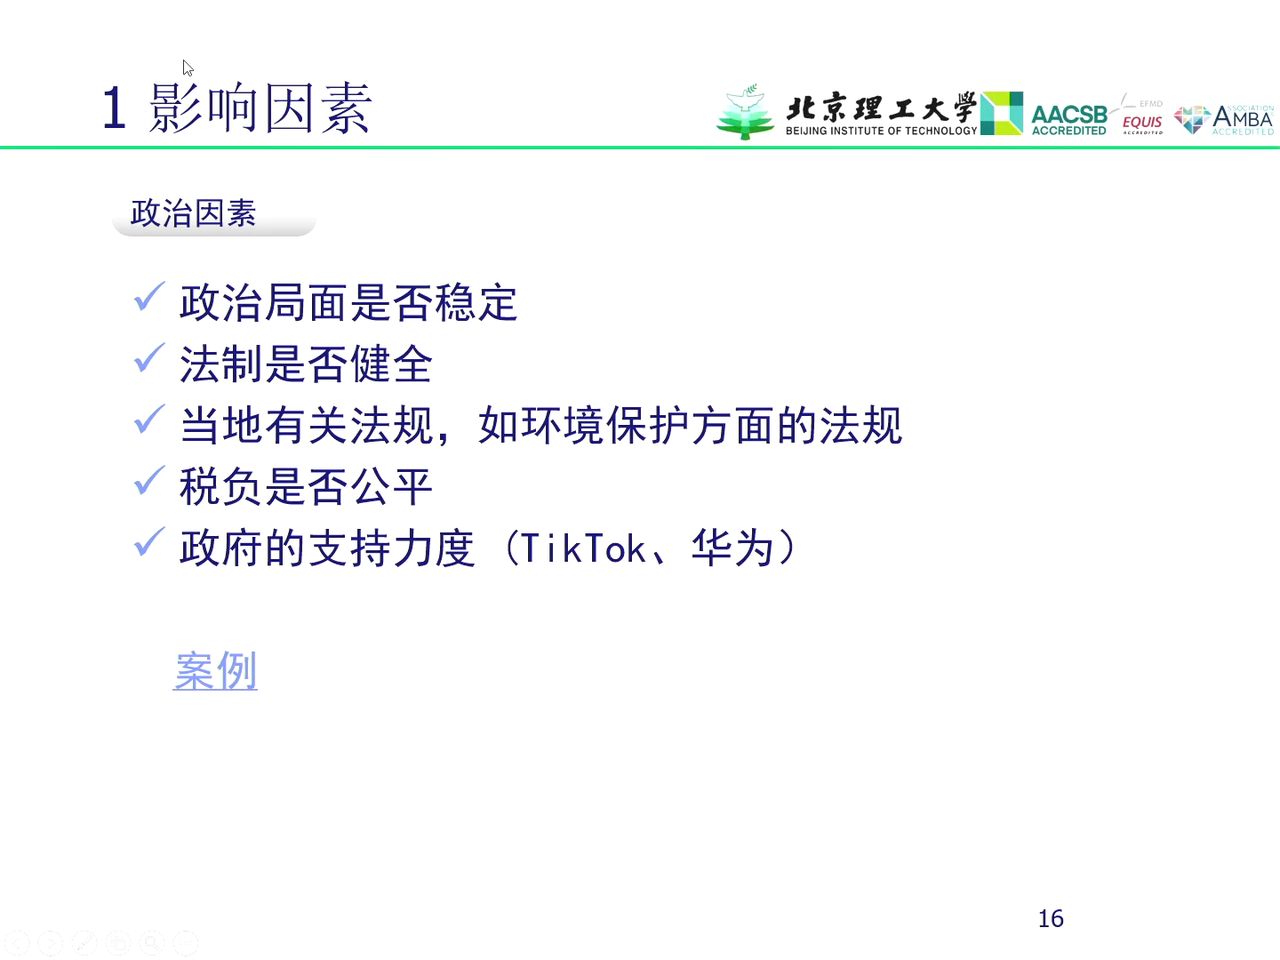 1 影响因素
北京理工大学
BEIJING INSTITUTE OF TECHNOLOGY
AACSB
ACCREDITED
EFMD
EQUIS
ACCREDITED
ASSOCIATION
AMBA
ACCREDITED
政治因素
政治局面是否稳定
法制是否健全
当地有关法规，如环境保护方面的法规
税负是否公平
政府的支持力度（TikTok、华为）
案例
16